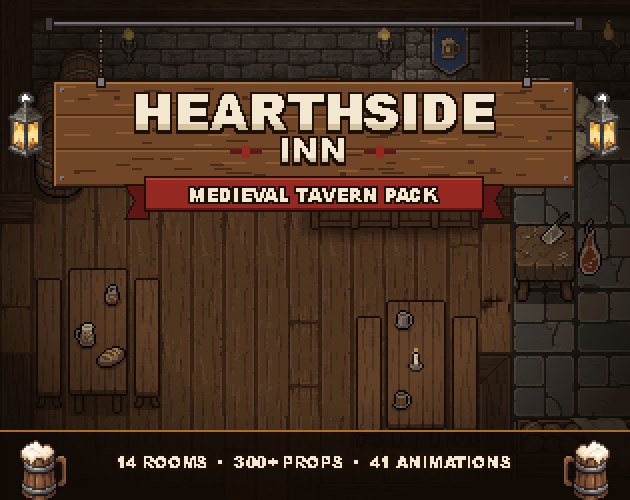 HEARTHSIDE
INN
MEDIEVAL TAVERN PACK
14 ROOMS • 300+ PROPS • 41 ANIMATIONS